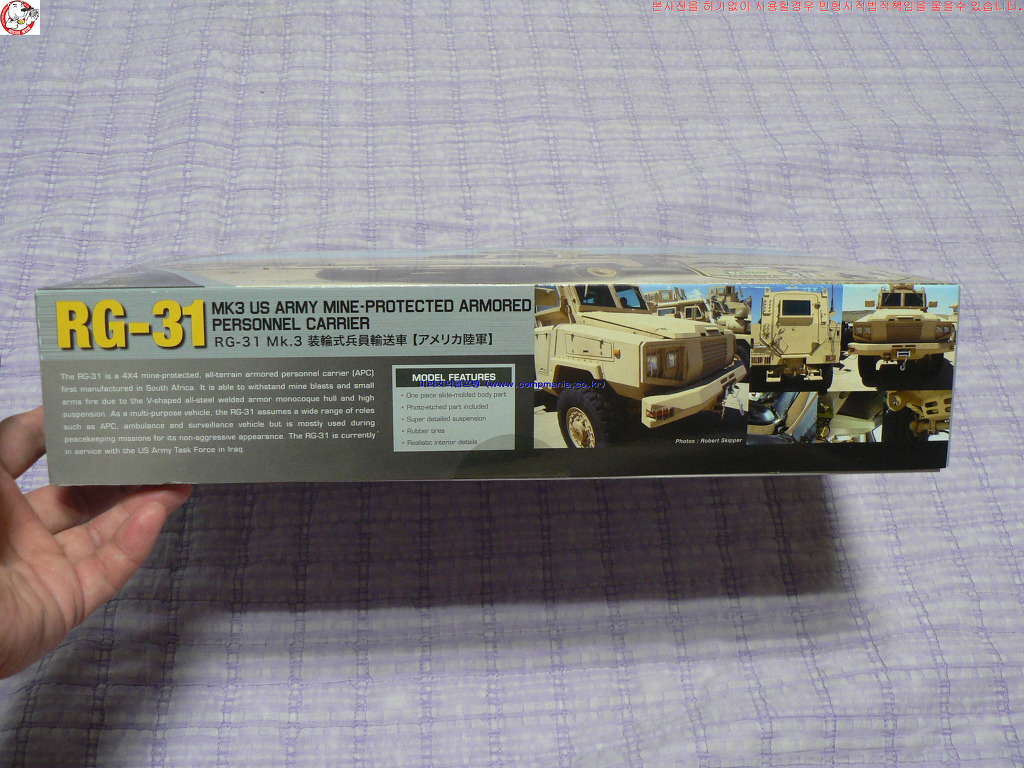 본사진을 허가없이 사용할경우 민형사적법적책임을 물을수 있습니다.
RG-31
MK3 US ARMY MINE-PROTECTED ARMORED
PERSONNEL CARRIER
RG-31 Mk.3 装輪式兵員輸送車【アメリカ陸軍】
The RG-31 is a 4X4 mine-protected, all-terrain armored personnel carrier (APC)
first manufactured in South Africa. It is able to withstand mine blasts and small
arms fire due to the V-shaped all-steel welded armor monocoque hull and high
suspension. As a multi-purpose vehicle, the RG-31 assumes a wide range of roles
such as APC, ambulance and surveillance vehicle but is mostly used during
peacekeeping missions for its non-aggressive appearance. The RG-31 is currently
in service with the US Army Task Force in Iraq.
MODEL FEATURES
(www.conpmania.co.kr)
• One piece slide-molded body part
• Photo-etched part included
• Super detailed suspension
• Rubber tires
• Realistic interior details
Photos : Robert Skipper